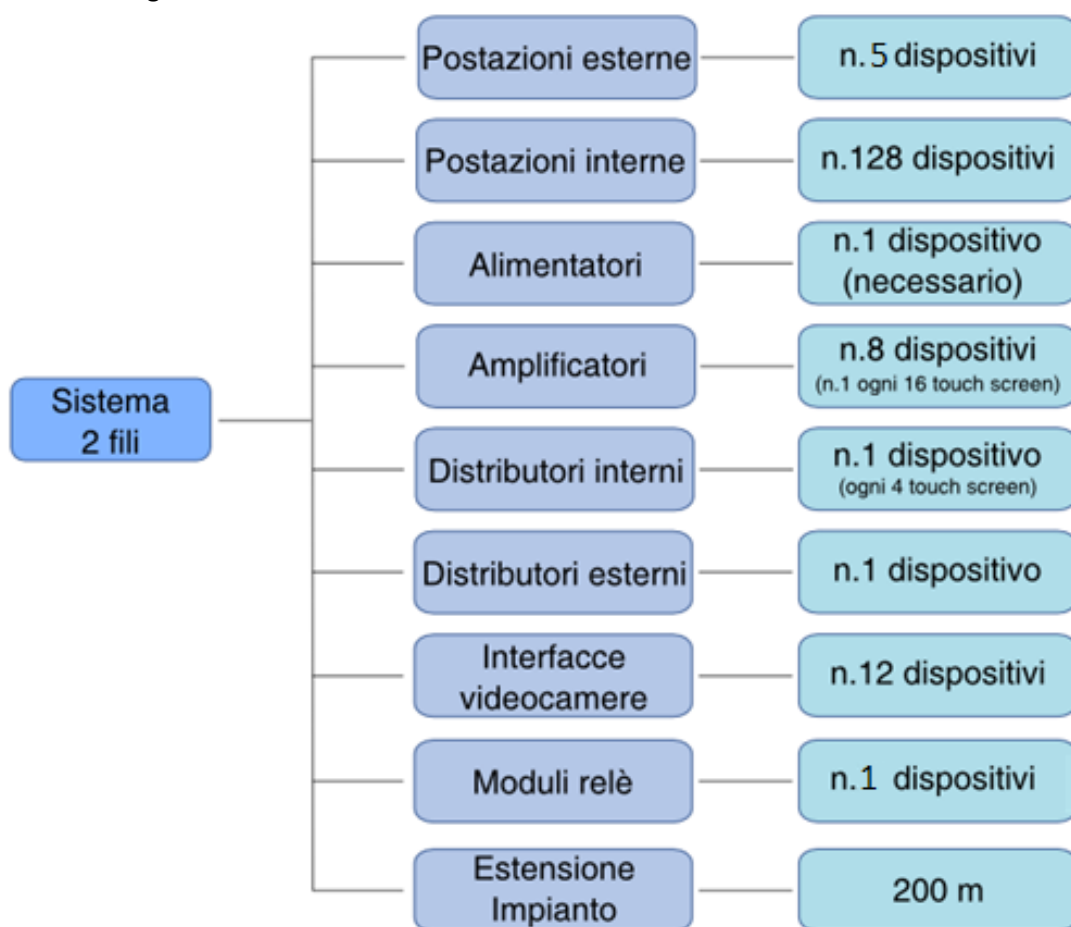 Postazioni esterne
n.5 dispositivi
Postazioni interne
n.128 dispositivi
Alimentatori
n.1 dispositivo
(necessario)
Amplificatori
n.8 dispositivi
(n.1 ogni 16 touch screen)
Sistema
2 fili
Distributori interni
n.1 dispositivo
(ogni 4 touch screen)
Distributori esterni
n.1 dispositivo
Interfacce
videocamere
n.12 dispositivi
Moduli relè
n.1 dispositivi
Estensione
Impianto
200 m